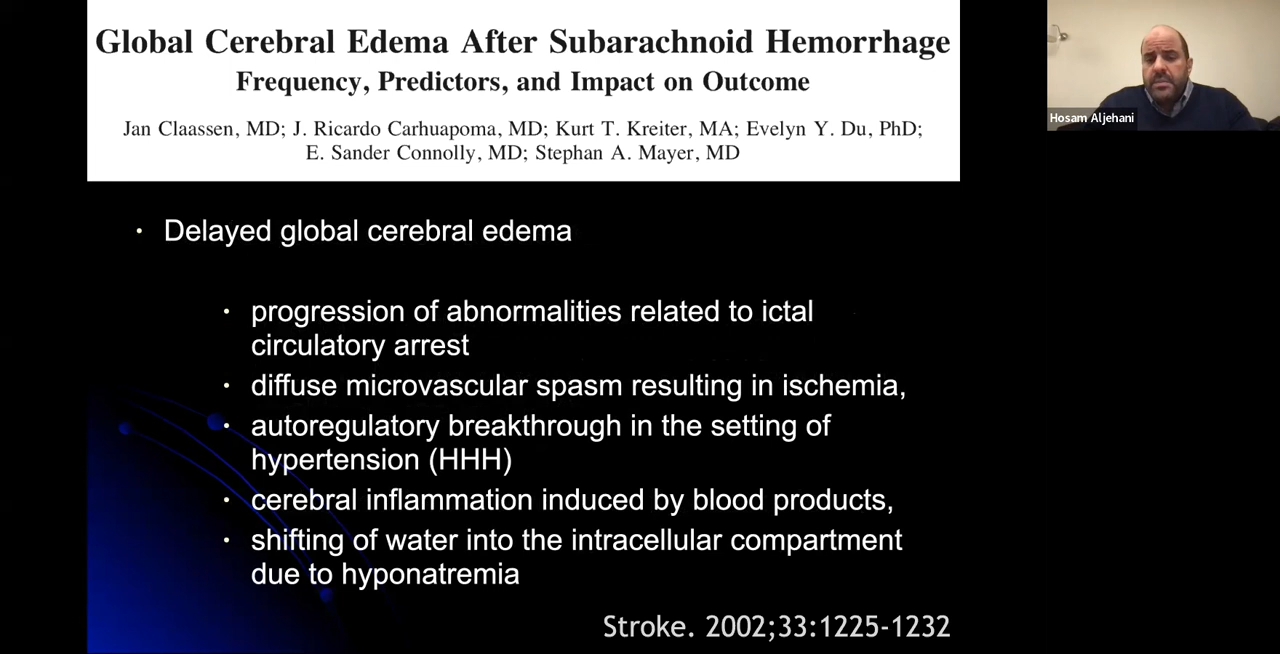 Global Cerebral Edema After Subarachnoid Hemorrhage
Frequency, Predictors, and Impact on Outcome
Jan Claassen, MD; J. Ricardo Carhuapoma, MD; Kurt T. Kreiter, MA; Evelyn Y. Du, PhD;
E. Sander Connolly, MD; Stephan A. Mayer, MD
Hosam Aljehani
• Delayed global cerebral edema
• progression of abnormalities related to ictal
circulatory arrest
• diffuse microvascular spasm resulting in ischemia,
• autoregulatory breakthrough in the setting of
hypertension (HHH)
• cerebral inflammation induced by blood products,
• shifting of water into the intracellular compartment
due to hyponatremia
Stroke. 2002;33:1225-1232